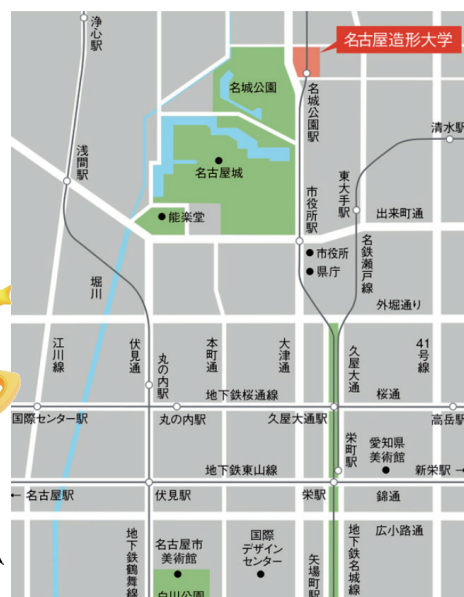 浄心駅
名古屋造形大学
名城公園
名城公園駅
清水駅
浅間駅
名古屋城
東大手駅
市役所駅
出来町通
能楽堂
市役所
県庁
名鉄瀬戸線
堀川
外堀通り
江川線
伏見通
丸の内駅
本町通
大津通
久屋大通
41号線
地下鉄桜通線
桜通
国際センター駅
丸の内駅
久屋大通駅
高岳駅
栄町駅
愛知県
美術館
地下鉄東山線
新栄駅→
← 名古屋駅
伏見駅
栄駅
錦通
地下鉄鶴舞線
名古屋市
美術館
国際
デザイン
センター
広小路通
矢場町駅
地下鉄名城線
白川公園